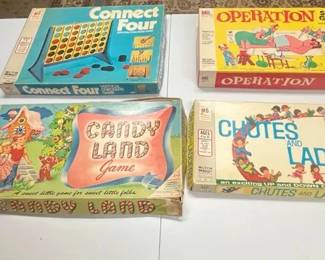 Connect
Four
Connect Four
OPERATION
OPERATION
CANDY
LAND
Game
A sweet little game for sweet little folks
CANDY LAND
CHUTES
AND
LAD
an exciting UP and DOWN
CHUTES AND LAD